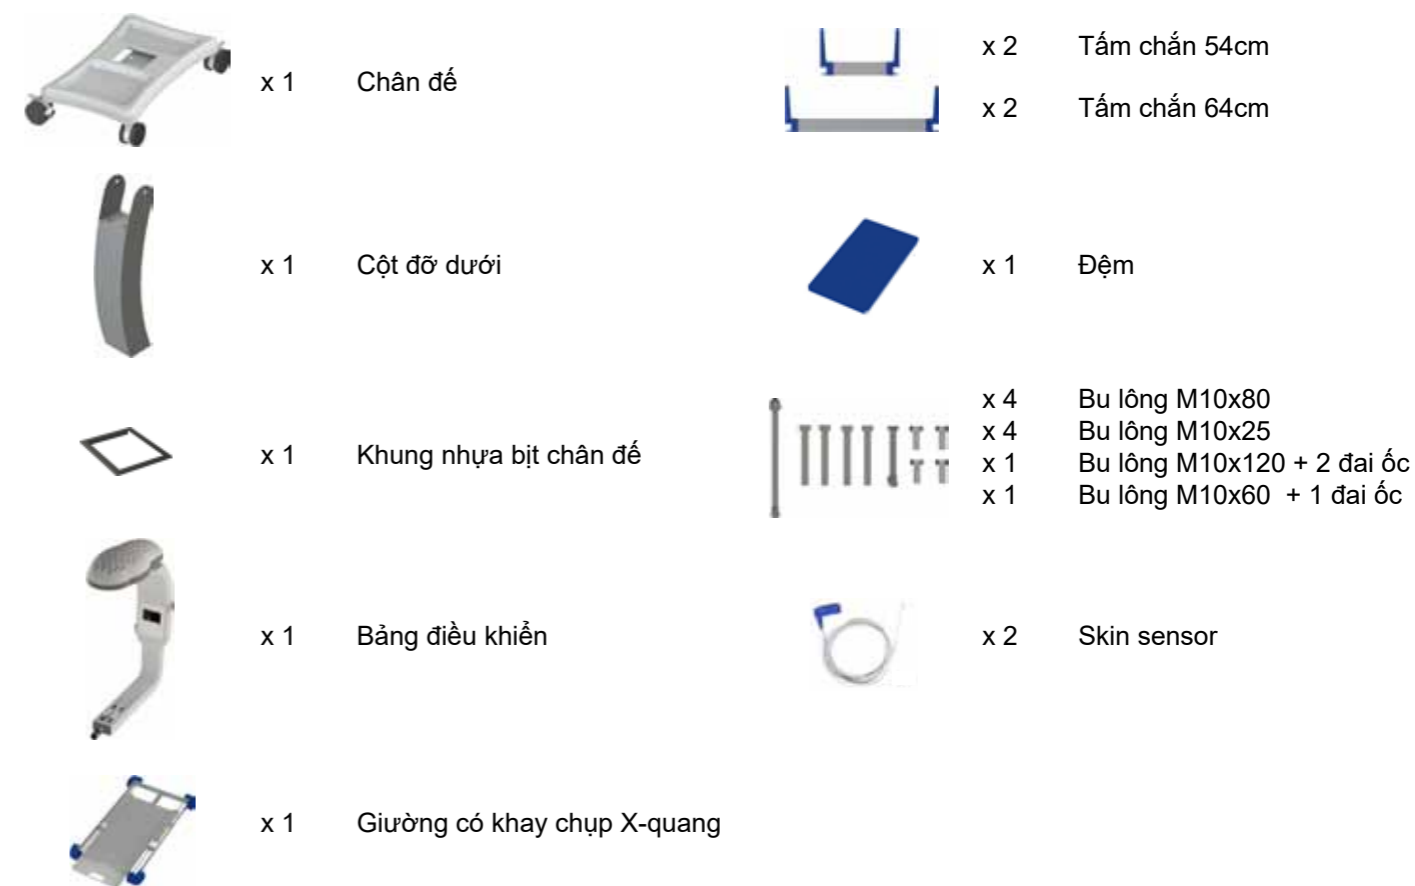 x 1 Chân đế
x 1 Cột đỡ dưới
x 1 Khung nhựa bịt chân đế
x 1 Bảng điều khiển
x 1 Giường có khay chụp X-quang
x 2 Tấm chắn 54cm
x 2 Tấm chắn 64cm
x 1 Đệm
x 4 Bu lông M10x80
x 4 Bu lông M10x25
x 1 Bu lông M10x120 + 2 đai ốc
x 1 Bu lông M10x60 + 1 đai ốc
x 2 Skin sensor